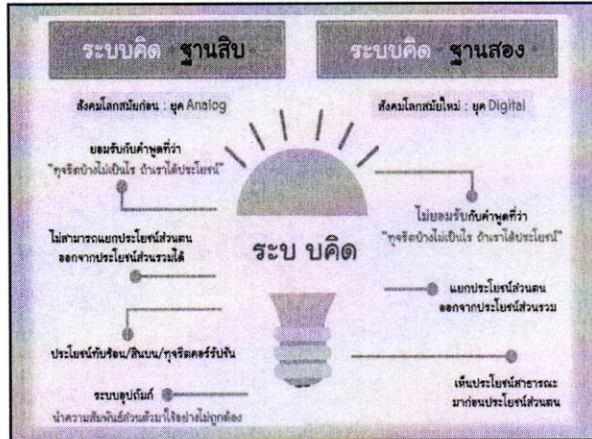 ระบบคิด ฐานสิบ
ระบบคิด ฐานสอง
สังคมโลกสมัยก่อน : ยุค Analog
สังคมโลกสมัยใหม่ : ยุค Digital
ยอมรับกับคำพูดที่ว่า
"ทุจริตบ้างไม่เป็นไร ถ้าเราได้ประโยชน์"
ไม่สามารถแยกประโยชน์ส่วนตน
ออกจากประโยชน์ส่วนรวมได้
ประโยชน์ทับซ้อน/สินบน/ทุจริตคอร์รัปชัน
ระบบอุปถัมภ์
นำความสัมพันธ์ส่วนตัวมาใช้อย่างไม่ถูกต้อง
ระบ บคิด
ไม่ยอมรับกับคำพูดที่ว่า
"ทุจริตบ้างไม่เป็นไร ถ้าเราได้ประโยชน์"
แยกประโยชน์ส่วนตน
ออกจากประโยชน์ส่วนรวม
เห็นประโยชน์สาธารณะ
มาก่อนประโยชน์ส่วนตน